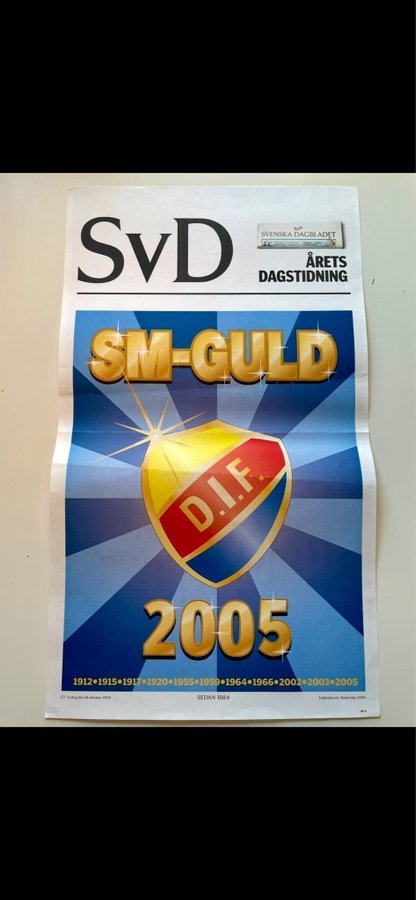 SvD
SVENSKA DAGBLADET
ÅRETS
DAGSTIDNING
SM-GULD
D.I.F.
2005
1912•1915•1917•1920•1955•1959•1964•1966•2002•2003•2005
SEDAN 1884